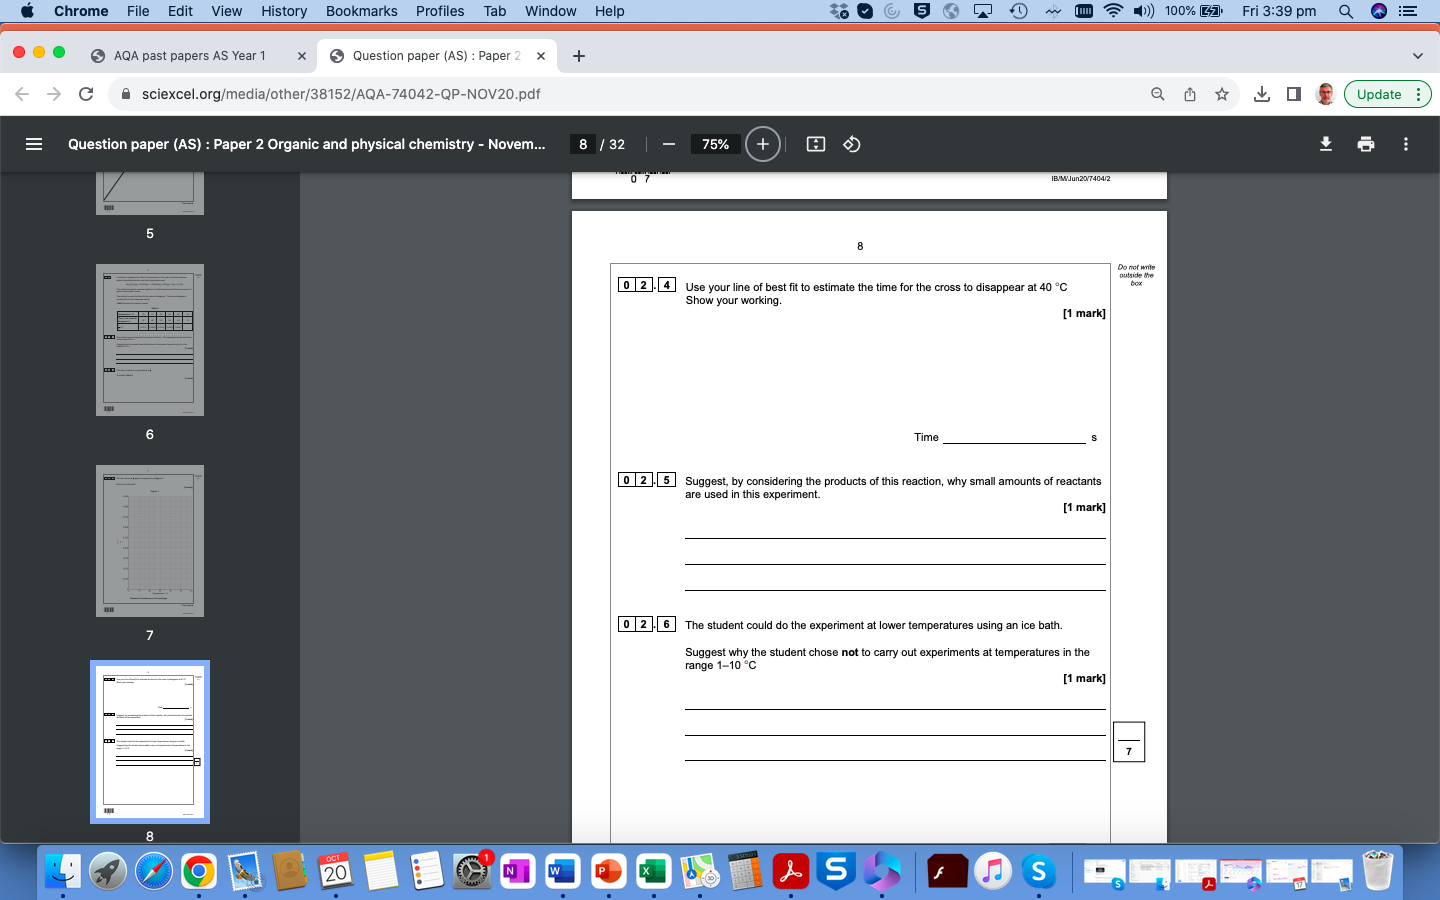 Chrome File Edit View History Bookmarks Profiles Tab Window Help 100% Fri 3:39 pm
AQA past papers AS Year 1
Question paper (AS) : Paper 2
sciexcel.org/media/other/38152/AQA-74042-QP-NOV20.pdf
Update
Question paper (AS) : Paper 2 Organic and physical chemistry - Novem...
8 / 32
75%
5
6
7
8
0 7
IB/M/Jun20/7404/2
8
Do not write
outside the
box
0 2 . 4 Use your line of best fit to estimate the time for the cross to disappear at 40 °C
Show your working.
[1 mark]
Time s
0 2 . 5 Suggest, by considering the products of this reaction, why small amounts of reactants
are used in this experiment.
[1 mark]
0 2 . 6 The student could do the experiment at lower temperatures using an ice bath.
Suggest why the student chose not to carry out experiments at temperatures in the
range 1–10 °C
[1 mark]
7
OCT
20
1